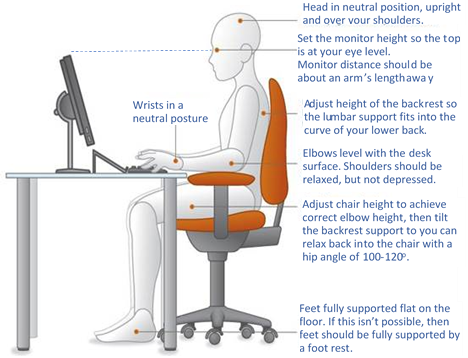 Head in neutral position, upright
and over vour shoulders.
Set the monitor height so the top
is at your eye level.
Monitor distance should be
about an arm's lengthaway
Wrists in a
neutral posture
Adjust height of the backrest so
the lumbar support fits into the
curve of your lower back.
Elbows level with the desk
surface. Shoulders should be
relaxed, but not depressed.
Adjust chair height to achieve
correct elbow height, then tilt
the backrest support to you can
relax back into the chair with a
hip angle of 100-120°.
Feet fully supported flat on the
floor. If this isn't possible, then
feet should be fully supported by
a foot rest.